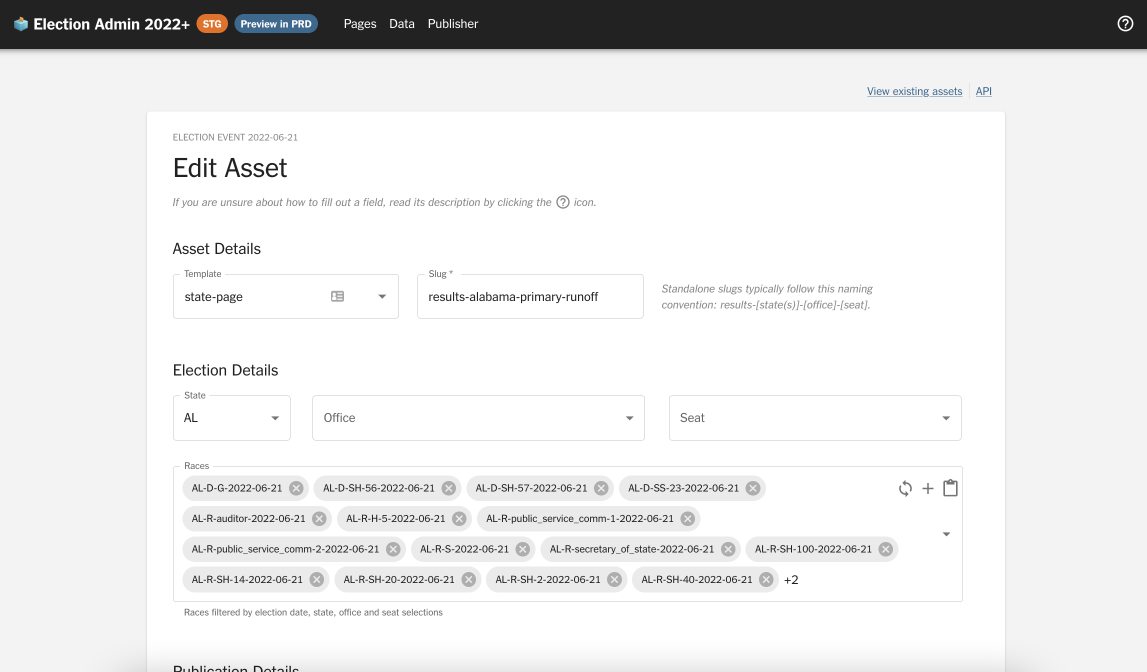 Election Admin 2022+ STG Preview in PRD Pages Data Publisher
View existing assets API
ELECTION EVENT 2022-06-21
Edit Asset
If you are unsure about how to fill out a field, read its description by clicking the ? icon.
Asset Details
Template
state-page
Slug *
results-alabama-primary-runoff
Standalone slugs typically follow this naming
convention: results-[state(s)]-[office]-[seat].
Election Details
State
AL
Office
Seat
Races
AL-D-G-2022-06-21 AL-D-SH-56-2022-06-21 AL-D-SH-57-2022-06-21 AL-D-SS-23-2022-06-21
AL-R-auditor-2022-06-21 AL-R-H-5-2022-06-21 AL-R-public_service_comm-1-2022-06-21
AL-R-public_service_comm-2-2022-06-21 AL-R-S-2022-06-21 AL-R-secretary_of_state-2022-06-21 AL-R-SH-100-2022-06-21
AL-R-SH-14-2022-06-21 AL-R-SH-20-2022-06-21 AL-R-SH-2-2022-06-21 AL-R-SH-40-2022-06-21 +2
Races filtered by election date, state, office and seat selections
Publication Details